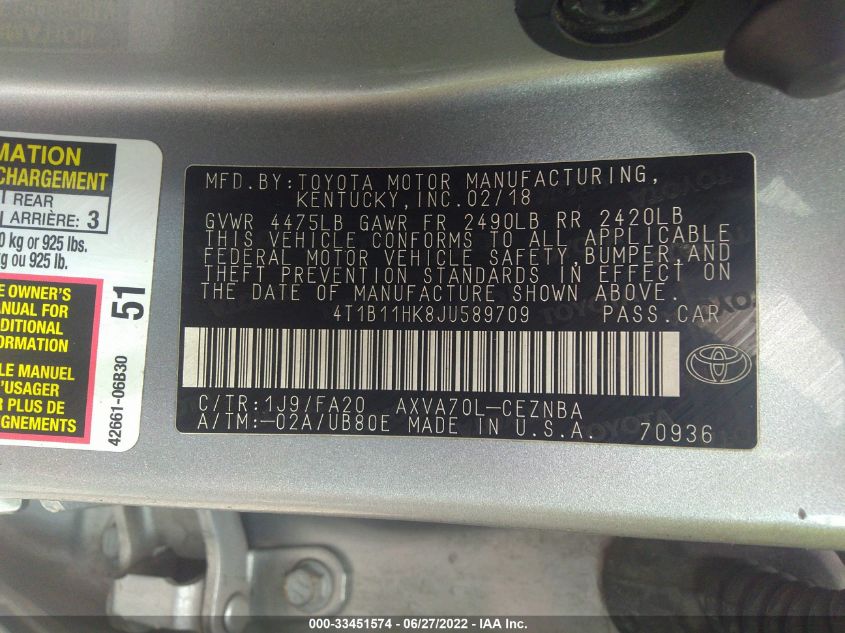 MATION
CHARGEMENT
REAR
ARRIÈRE: 3
0 kg or 925 lbs.
g ou 925 lb.
E OWNER'S
NUAL FOR
DITIONAL
ORMATION
LE MANUEL
L'USAGER
R PLUS DE
IGNEMENTS
51
42661-06B30
MFD.BY:TOYOTA MOTOR MANUFACTURING,
KENTUCKY,INC.02/18
GVWR 4475LB GAWR FR 2490LB RR 2420LB
THIS VEHICLE CONFORMS TO ALL APPLICABLE
FEDERAL MOTOR VEHICLE SAFETY,BUMPER,AND
THEFT PREVENTION STANDARDS IN EFFECT ON
THE DATE OF MANUFACTURE SHOWN ABOVE.
4T1B11HK8JU589709 PASS.CAR
C/TR:1J9/FA20 AXVA70L-CEZNBA
A/TM:-02A/UB80E MADE IN U.S.A. 70936
TOYOTA
000-33451574 - 06/27/2022 - IAA Inc.